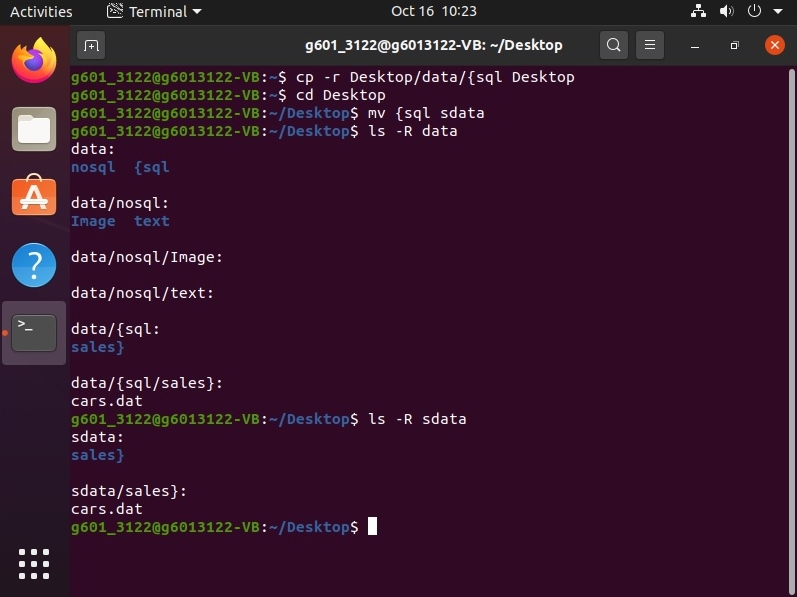 Activities Terminal Oct 16 10:23
g601_3122@g6013122-VB: ~/Desktop
g601_3122@g6013122-VB:~$ cp -r Desktop/data/{sql Desktop
g601_3122@g6013122-VB:~$ cd Desktop
g601_3122@g6013122-VB:~/Desktop$ mv {sql sdata
g601_3122@g6013122-VB:~/Desktop$ ls -R data
data:
nosql  {sql
data/nosql:
Image  text
data/nosql/Image:
data/nosql/text:
data/{sql:
sales}
data/{sql/sales}:
cars.dat
g601_3122@g6013122-VB:~/Desktop$ ls -R sdata
sdata:
sales}
sdata/sales}:
cars.dat
g601_3122@g6013122-VB:~/Desktop$